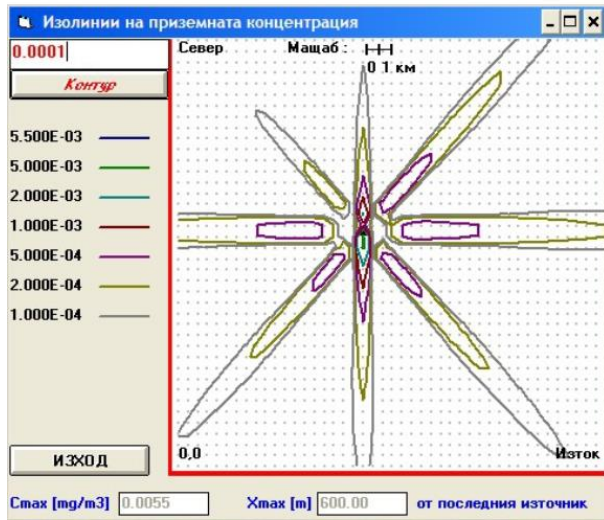 Изолинии на приземната концентрация
0.0001
Контур
5.500E-03
5.000E-03
2.000E-03
1.000E-03
5.000E-04
2.000E-04
1.000E-04
ИЗХОД
Север
Мащаб :
0 1 км
0,0
Изток
Cmax [mg/m3] 0.0055 Xmax [m] 600.00 от последния източник